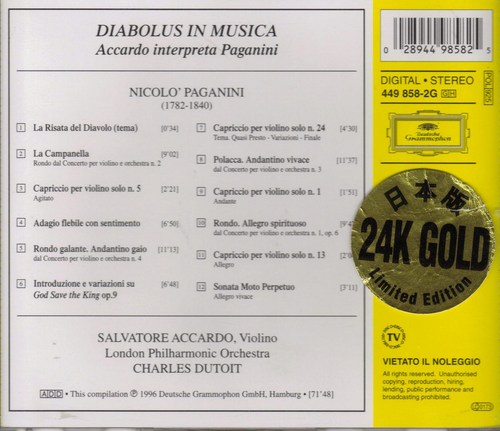 DIABOLUS IN MUSICA
Accardo interpreta Paganini
NICOLO' PAGANINI
(1782-1840)
1 La Risata del Diavolo (tema) [0'34]
2 La Campanella [9'02]
Rondo dal Concerto per violino e orchestra n. 2
3 Capriccio per violino solo n. 5 [2'21]
Agitato
4 Adagio flebile con sentimento [6'50]
5 Rondo galante. Andantino gaio [11'13]
dal Concerto per violino e orchestra n. 4
6 Introduzione e variazioni su [6'48]
God Save the King op.9
7 Capriccio per violino solo n. 24 [4'30]
Tema. Quasi Presto - Variazioni - Finale
8 Polacca. Andantino vivace [11'37]
dal Concerto per violino e orchestra n. 3
9 Capriccio per violino solo n. 1 [1'51]
Andante
10 Rondo. Allegro spirituoso
dal Concerto per violino e orchestra n. 1, op. 6
11 Capriccio per violino solo n. 13
Allegro
12 Sonata Moto Perpetuo [3'11]
Allegro vivace
SALVATORE ACCARDO, Violino
London Philharmonic Orchestra
CHARLES DUTOIT
ADD • This compilation ℗ 1996 Deutsche Grammophon GmbH, Hamburg • [71'48]
0 28944 98582 5
DIGITAL • STEREO
449 858-2 GH
POL 925
Deutsche
Grammophon
日本版
24K GOLD
Limited Edition
TV
VIETATO IL NOLEGGIO
All rights reserved. Unauthorised
copying, reproduction, hiring,
lending, public performance and
broadcasting prohibited.